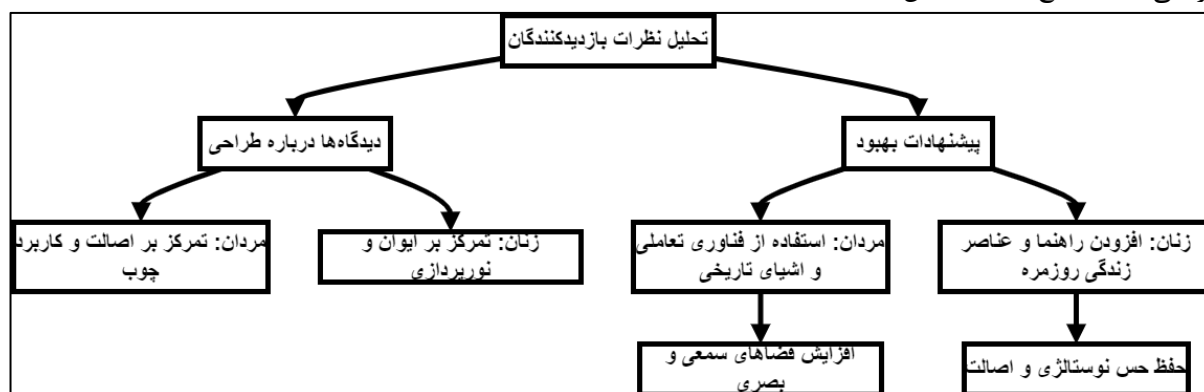 تحلیل نظرات بازدیدکنندگان
پیشنهادات بهبود
دیدگاه‌ها درباره طراحی
زنان: افزودن راهنما و عناصر
زندگی روزمره
مردان: استفاده از فناوری تعاملی
و اشیای تاریخی
زنان: تمرکز بر ایوان و
نورپردازی
مردان: تمرکز بر اصالت و کاربرد
چوب
حفظ حس نوستالژی و اصالت
افزایش فضاهای سمعی و
بصری